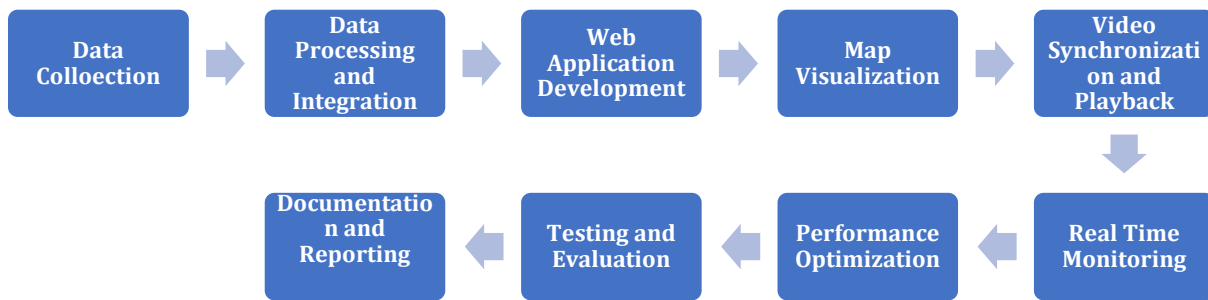 Data
Colloection
Data
Processing
and
Integration
Web
Application
Development
Map
Visualization
Video
Synchronizati
on and
Playback
Real Time
Monitoring
Performance
Optimization
Testing and
Evaluation
Documentatio
n and
Reporting